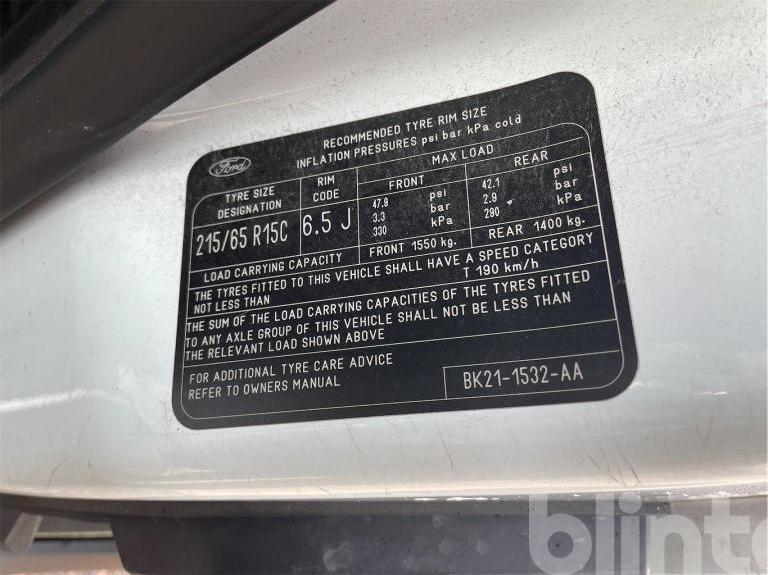 Ford
RECOMMENDED TYRE RIM SIZE
INFLATION PRESSURES psi bar kPa cold
TYRE SIZE DESIGNATION
RIM CODE
MAX LOAD
FRONT
REAR
215/65 R15C
6.5 J
47.9 psi
3.3 bar
330 kPa
42.1 psi
2.9 bar
290 kPa
LOAD CARRYING CAPACITY
FRONT 1550 kg.
REAR 1400 kg.
THE TYRES FITTED TO THIS VEHICLE SHALL HAVE A SPEED CATEGORY
NOT LESS THAN T 190 km/h
THE SUM OF THE LOAD CARRYING CAPACITIES OF THE TYRES FITTED
TO ANY AXLE GROUP OF THIS VEHICLE SHALL NOT BE LESS THAN
THE RELEVANT LOAD SHOWN ABOVE
FOR ADDITIONAL TYRE CARE ADVICE
REFER TO OWNERS MANUAL
BK21-1532-AA
blinto